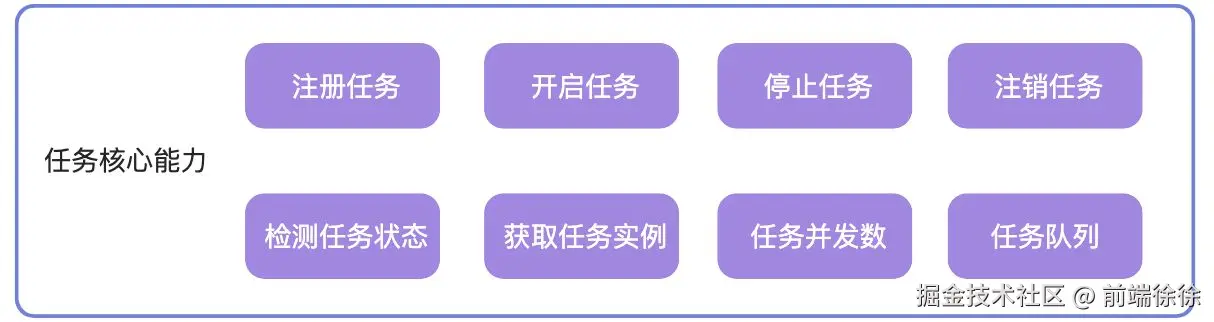 注册任务 开启任务 停止任务 注销任务
任务核心能力
检测任务状态 获取任务实例 任务并发数 任务队列
掘金技术社区 @ 前端徐徐